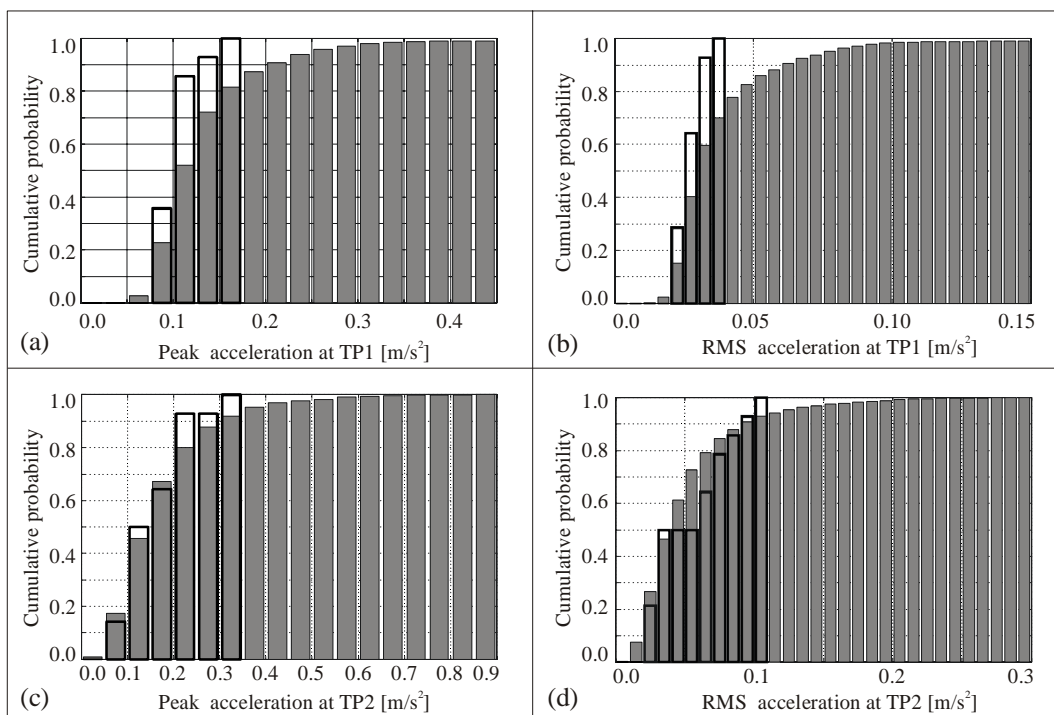 1.0
0.8
0.6
0.4
0.2
0.0
Cumulative probability
0.0 0.1 0.2 0.3 0.4
(a) Peak acceleration at TP1 [m/s²]
1.0
0.8
0.6
0.4
0.2
0.0
Cumulative probability
0.0 0.05 0.10 0.15
(b) RMS acceleration at TP1 [m/s²]
1.0
0.8
0.6
0.4
0.2
0.0
Cumulative probability
0.0 0.1 0.2 0.3 0.4 0.5 0.6 0.7 0.8 0.9
(c) Peak acceleration at TP2 [m/s²]
1.0
0.8
0.6
0.4
0.2
0.0
Cumulative probability
0.0 0.1 0.2 0.3
(d) RMS acceleration at TP2 [m/s²]